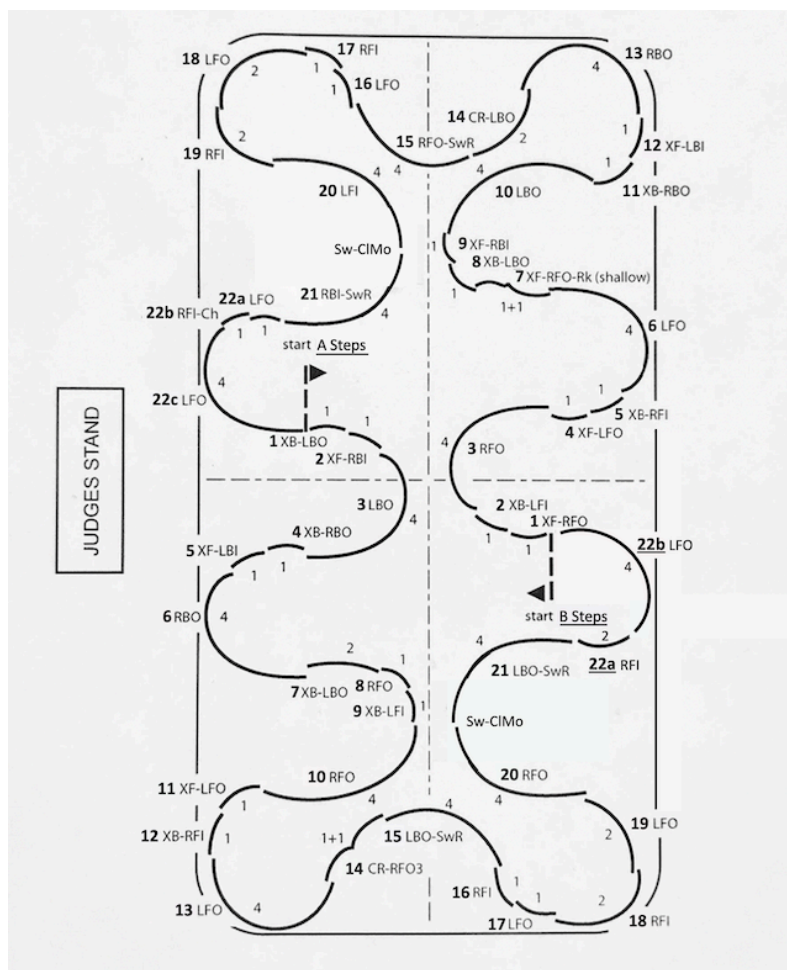 17 RFI
18 LFO
2
1
16 LFO
1
13 RBO
4
14 CR-LBO
2
15 RFO-SwR
1
12 XF-LBI
1
11 XB-RBO
19 RFI
2
20 LFI
4
4
4
10 LBO
Sw-ClMo
1
9 XF-RBI
8 XB-LBO
7 XF-RFO-Rk (shallow)
1
1+1
21 RBI-SwR
4
22a LFO
22b RFI-Ch
1
1
6 LFO
4
start A Steps
4
22c LFO
1
1
5 XB-RFI
4 XF-LFO
1
1
1 XB-LBO
2 XF-RBI
4
3 RFO
JUDGES STAND
3 LBO
4
2 XB-LFI
1 XF-RFO
1
1
4 XB-RBO
5 XF-LBI
1
1
22b LFO
4
start B Steps
6 RBO
4
2
22a RFI
4
21 LBO-SwR
2
1
7 XB-LBO
8 RFO
9 XB-LFI
1
Sw-ClMo
10 RFO
4
20 RFO
4
4
11 XF-LFO
1
12 XB-RFI
1
1+1
15 LBO-SwR
14 CR-RFO3
19 LFO
2
13 LFO
4
16 RFI
1
1
17 LFO
2
18 RFI